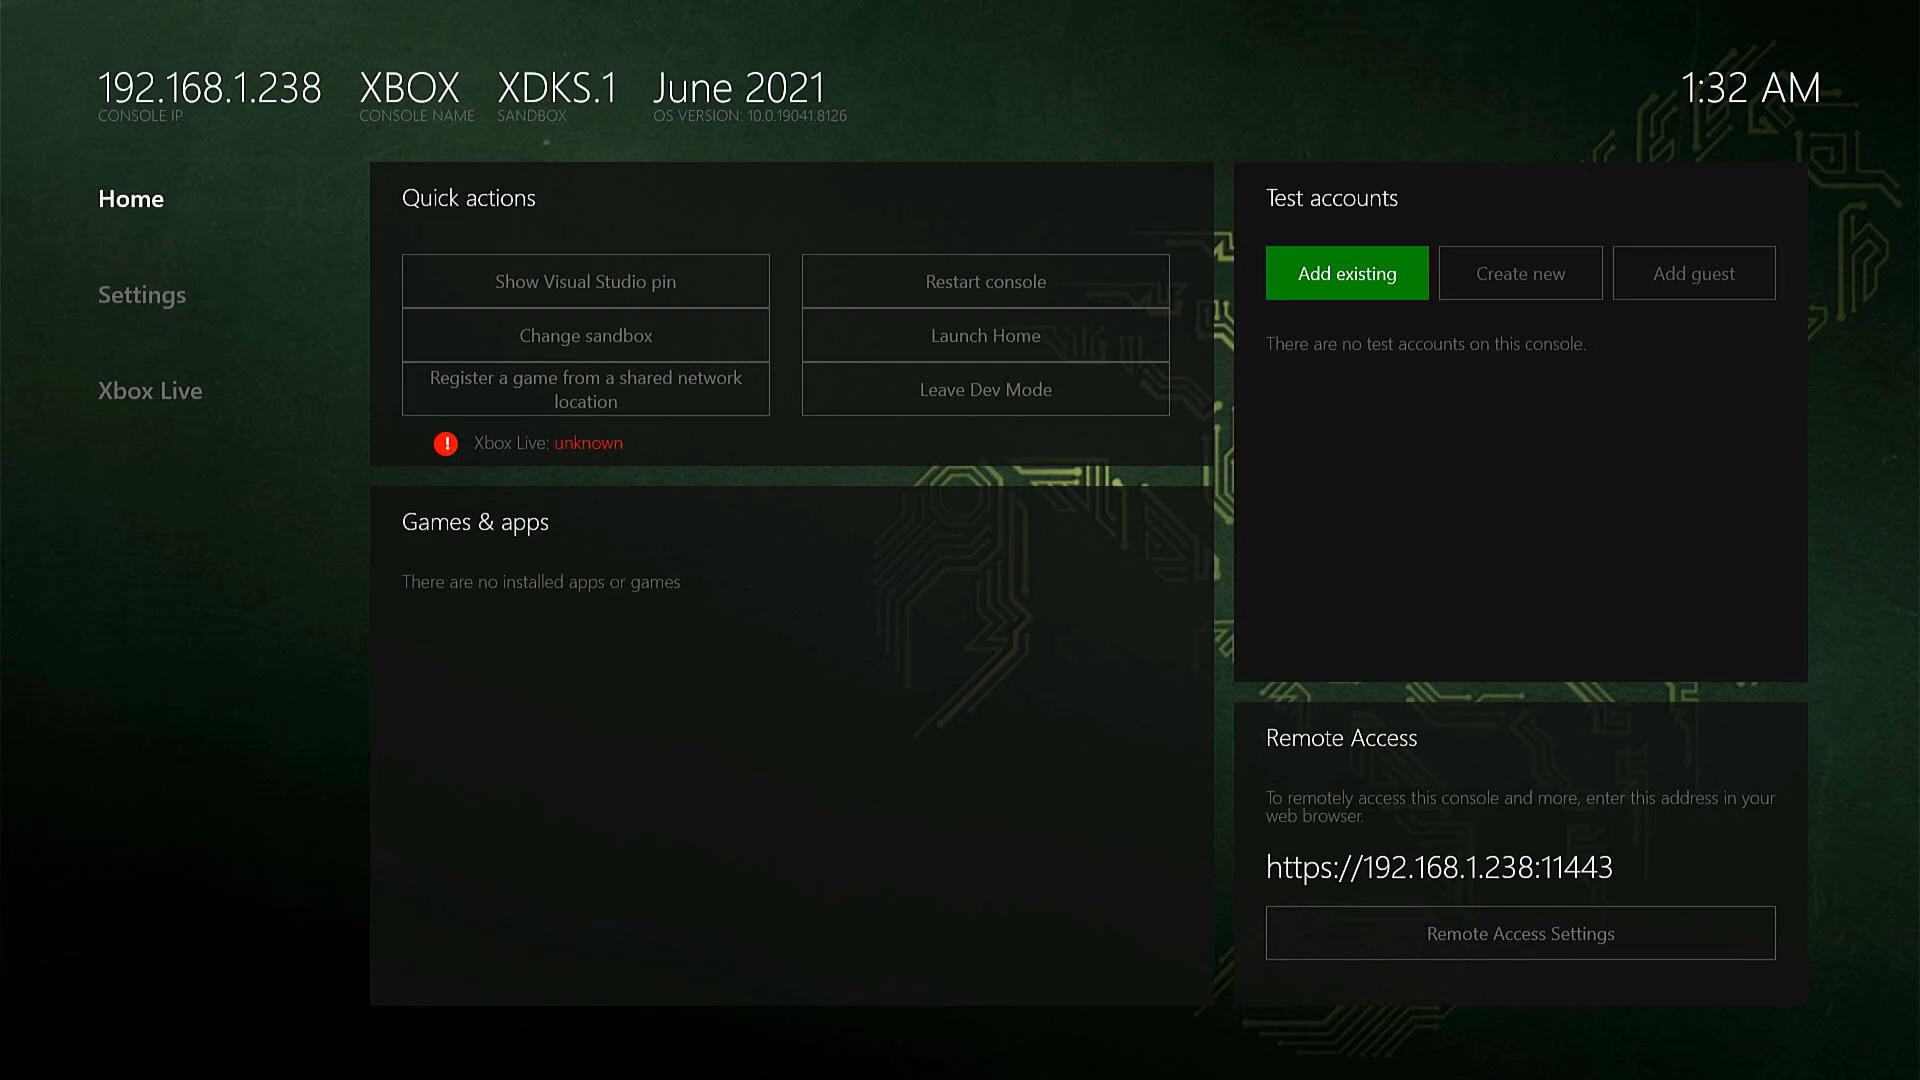 192.168.1.238 XBOX XDKS.1 June 2021 1:32 AM
CONSOLE IP CONSOLE NAME SANDBOX OS VERSION: 10.0.19041.8126
Home
Settings
Xbox Live
Quick actions
Show Visual Studio pin
Change sandbox
Register a game from a shared network
location
Restart console
Launch Home
Leave Dev Mode
! Xbox Live: unknown
Games & apps
There are no installed apps or games
Test accounts
Add existing Create new Add guest
There are no test accounts on this console.
Remote Access
To remotely access this console and more, enter this address in your
web browser.
https://192.168.1.238:11443
Remote Access Settings